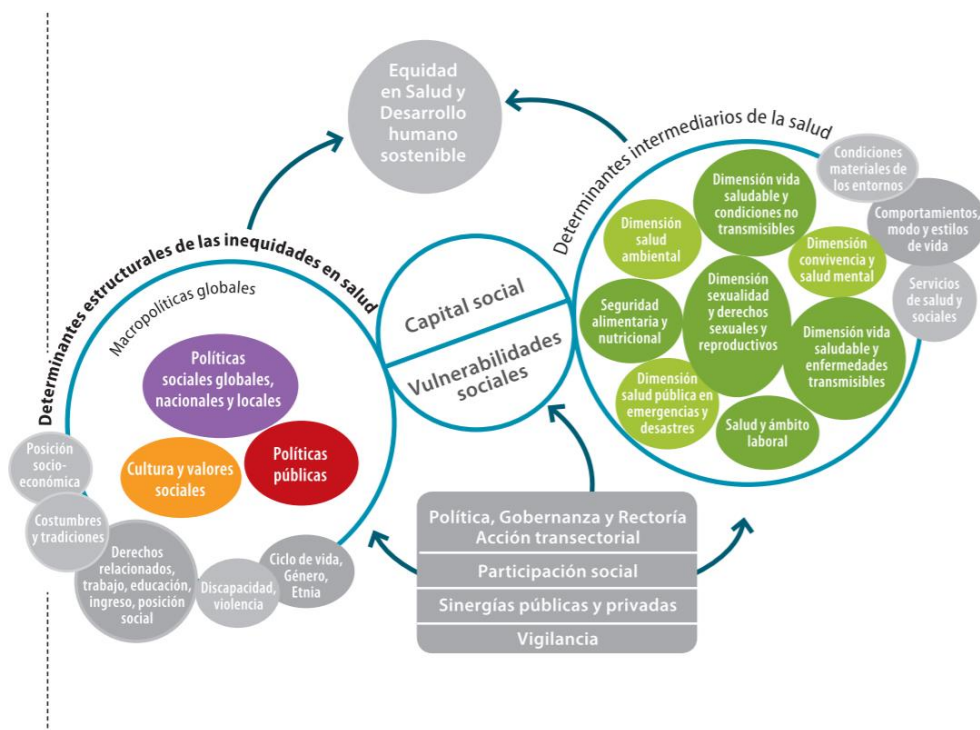 Equidad
en Salud y
Desarrollo
humano
sostenible
Determinantes estructurales de las inequidades en salud
Macropolíticas globales
Políticas
sociales globales,
nacionales y locales
Cultura y valores
sociales
Políticas
públicas
Posición
socio-
económica
Costumbres
y tradiciones
Derechos
relacionados,
trabajo, educación,
ingreso, posición
social
Discapacidad,
violencia
Ciclo de vida,
Género,
Etnia
Capital social
Vulnerabilidades
sociales
Determinantes intermediarios de la salud
Dimensión vida
saludable y
condiciones no
transmisibles
Dimensión
salud
ambiental
Dimensión
convivencia y
salud mental
Dimensión
sexualidad
y derechos
sexuales y
reproductivos
Seguridad
alimentaria y
nutricional
Dimensión vida
saludable y
enfermedades
transmisibles
Dimensión
salud pública en
emergencias y
desastres
Salud y ámbito
laboral
Condiciones
materiales de
los entornos
Comportamientos,
modo y estilos
de vida
Servicios
de salud y
sociales
Política, Gobernanza y Rectoría
Acción transectorial
Participación social
Sinergías públicas y privadas
Vigilancia